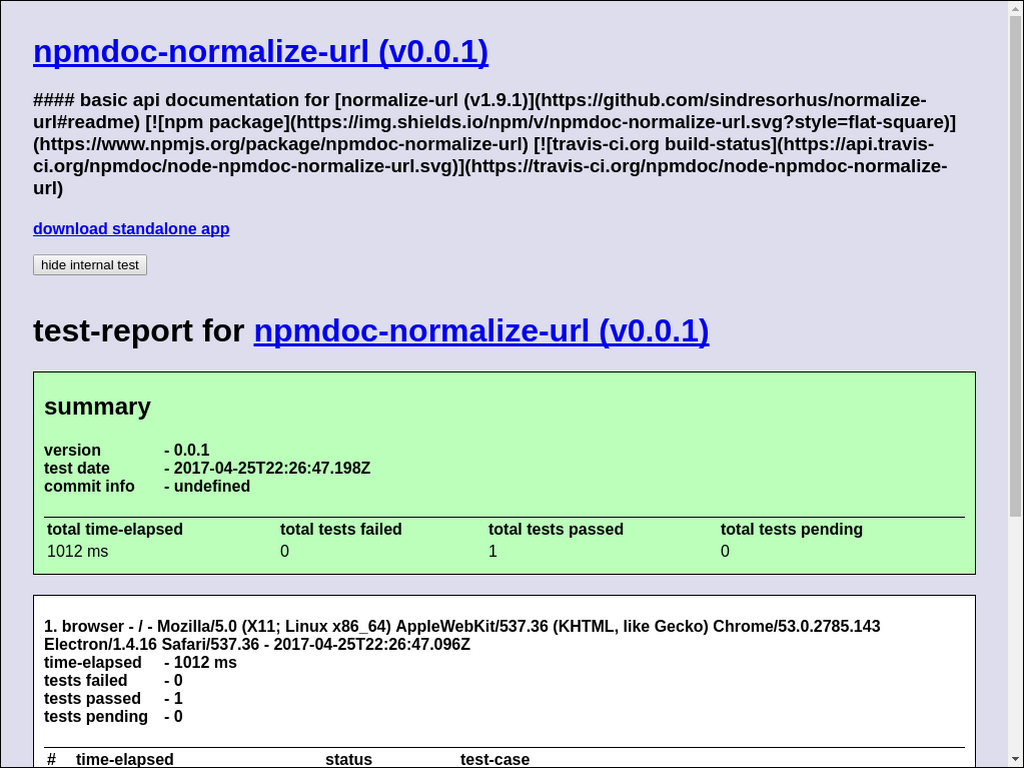 npmdoc-normalize-url (v0.0.1)
#### basic api documentation for [normalize-url (v1.9.1)](https://github.com/sindresorhus/normalize-
url#readme) [![npm package](https://img.shields.io/npm/v/npmdoc-normalize-url.svg?style=flat-square)]
(https://www.npmjs.org/package/npmdoc-normalize-url) [![travis-ci.org build-status](https://api.travis-
ci.org/npmdoc/node-npmdoc-normalize-url.svg)](https://travis-ci.org/npmdoc/node-npmdoc-normalize-
url)
download standalone app
hide internal test
test-report for npmdoc-normalize-url (v0.0.1)
summary
version - 0.0.1
test date - 2017-04-25T22:26:47.198Z
commit info - undefined
total time-elapsed total tests failed total tests passed total tests pending
1012 ms 0 1 0
1. browser - / - Mozilla/5.0 (X11; Linux x86_64) AppleWebKit/537.36 (KHTML, like Gecko) Chrome/53.0.2785.143
Electron/1.4.16 Safari/537.36 - 2017-04-25T22:26:47.096Z
time-elapsed - 1012 ms
tests failed - 0
tests passed - 1
tests pending - 0
# time-elapsed status test-case